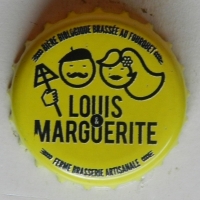 BIÈRE BIOLOGIQUE BRASSÉE AU FOURQUET
LOUIS
&
MARGUERITE
FERME BRASSERIE ARTISANALE